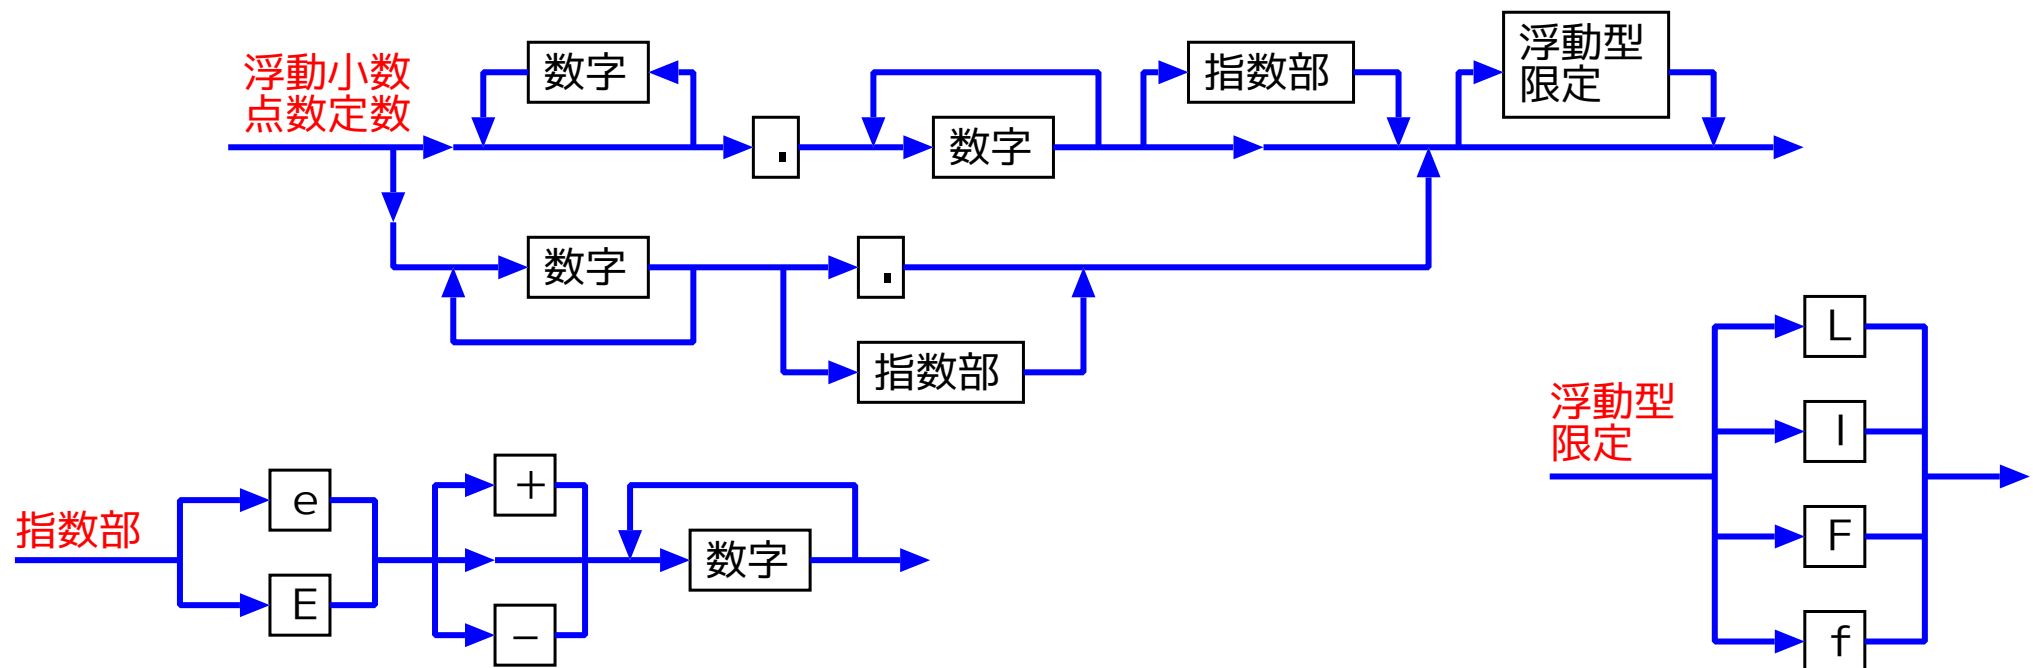 浮動小数
点数定数
数字
.
数字
指数部
浮動型
限定
数字
.
指数部
指数部
e
E
+
-
数字
浮動型
限定
L
l
F
f